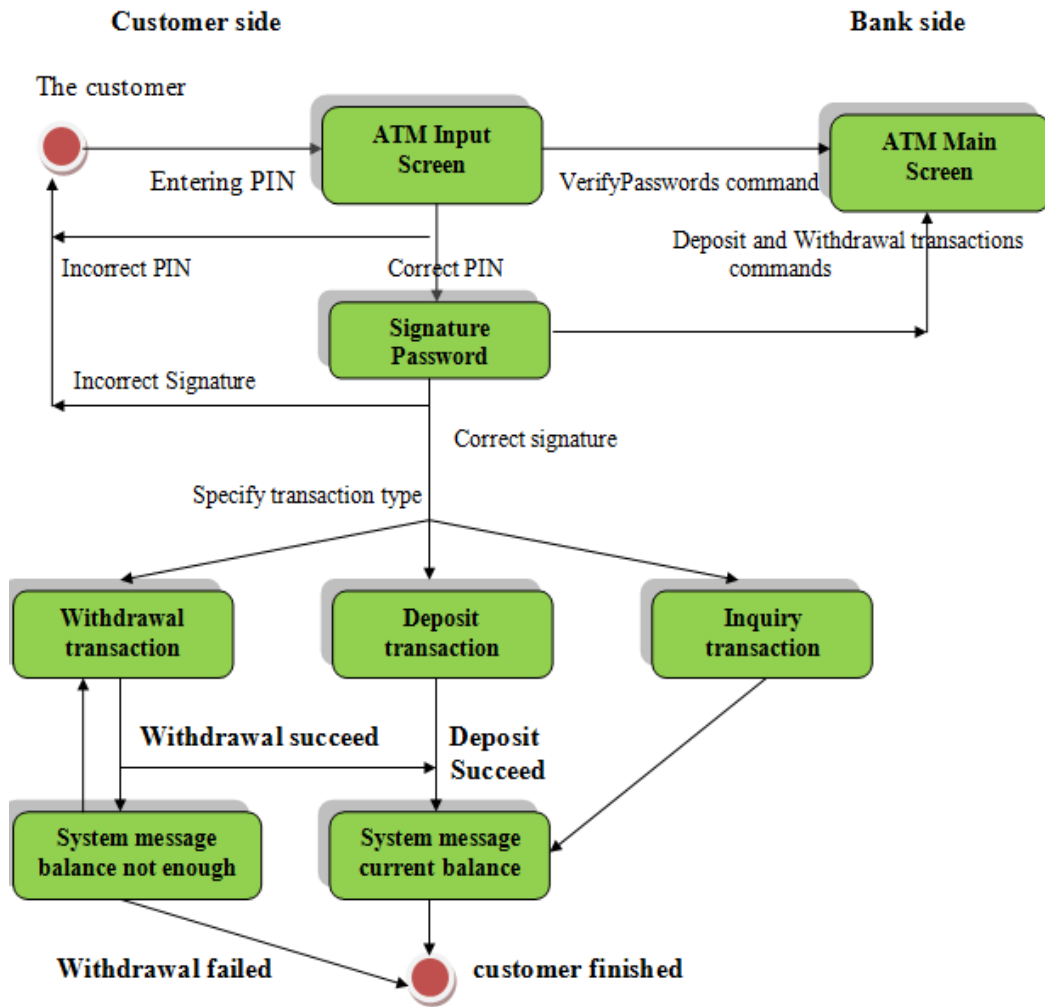 Customer side
Bank side
The customer
ATM Input
Screen
ATM Main
Screen
Entering PIN
VerifyPasswords command
Incorrect PIN
Correct PIN
Deposit and Withdrawal transactions
commands
Signature
Password
Incorrect Signature
Correct signature
Specify transaction type
Withdrawal
transaction
Deposit
transaction
Inquiry
transaction
Withdrawal succeed
Deposit
Succeed
System message
balance not enough
System message
current balance
Withdrawal failed
customer finished